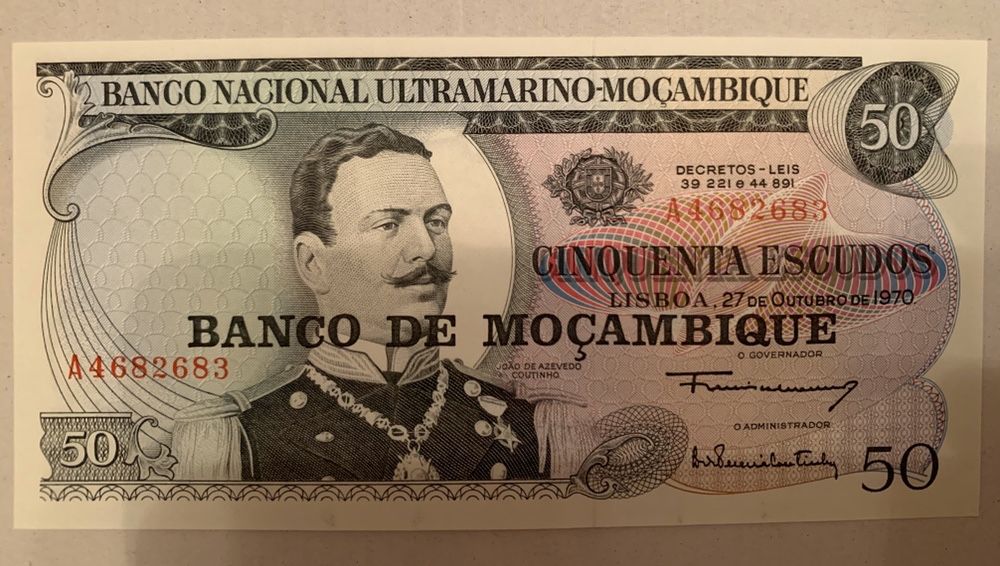 BANCO NACIONAL ULTRAMARINO-MOÇAMBIQUE
50
DECRETOS-LEIS
39 221 e 44 891
A4682683
CINQUENTA ESCUDOS
LISBOA, 27 DE OUTUBRO DE 1970.
BANCO DE MOÇAMBIQUE
O GOVERNADOR
A4682683
JOÃO DE AZEVEDO
COUTINHO
O ADMINISTRADOR
50
50